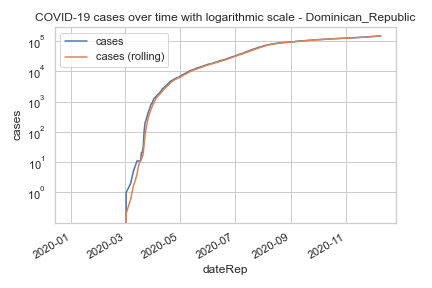 COVID-19 cases over time with logarithmic scale - Dominican_Republic
cases
cases (rolling)
10^5
10^4
10^3
10^2
10^1
10^0
cases
2020-01
2020-03
2020-05
2020-07
2020-09
2020-11
dateRep